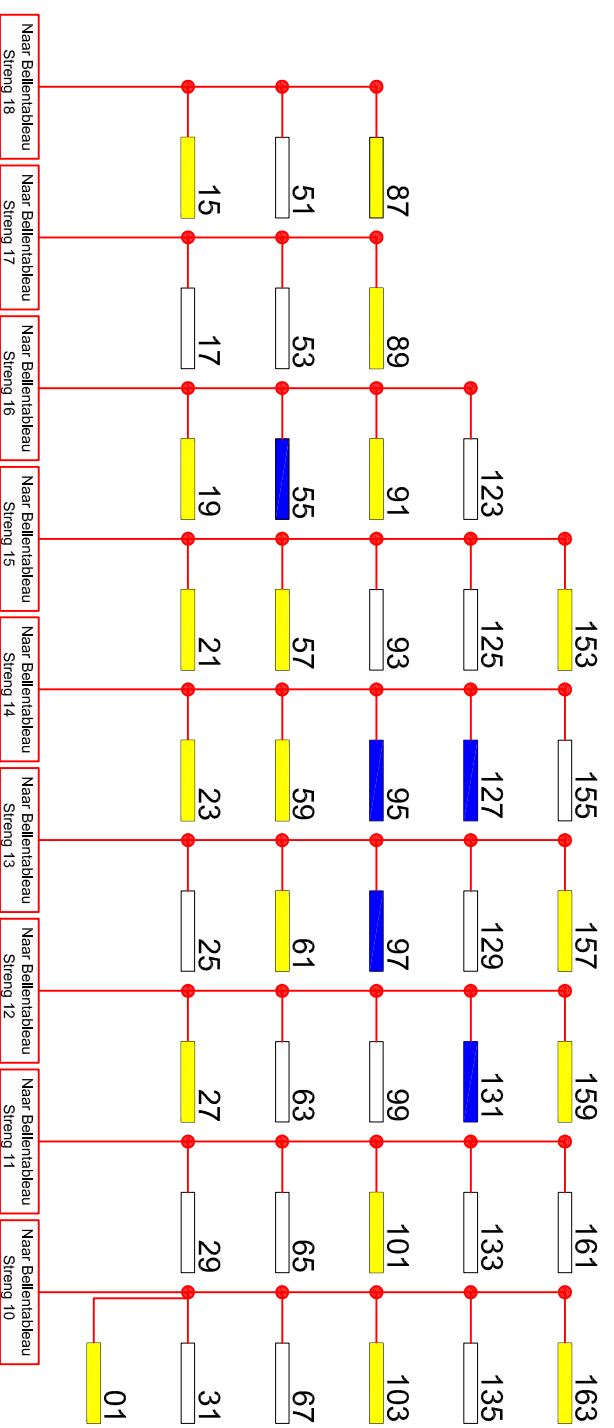 153 155 157 159 161 163
123 125 127 129 131 133 135
87 89 91 93 95 97 99 101 103
51 53 55 57 59 61 63 65 67
15 17 19 21 23 25 27 29 31
01
Naar Bellentableau
Streng 18
Naar Bellentableau
Streng 17
Naar Bellentableau
Streng 16
Naar Bellentableau
Streng 15
Naar Bellentableau
Streng 14
Naar Bellentableau
Streng 13
Naar Bellentableau
Streng 12
Naar Bellentableau
Streng 11
Naar Bellentableau
Streng 10